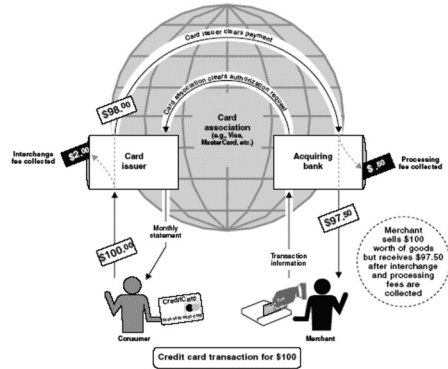 Card issuer clears payment
Card association clears authorization request
$98.00
Interchange
fee collected
$2.00
Card
issuer
Card
association
(e.g., Visa,
MasterCard, etc.)
Acquiring
bank
$.50
Processing
fee collected
$97.50
Monthly
statement
$100.00
Transaction
information
Merchant
sells $100
worth of goods
but receives $97.50
after interchange
and processing
fees are
collected
CreditCard
Consumer
Merchant
Credit card transaction for $100